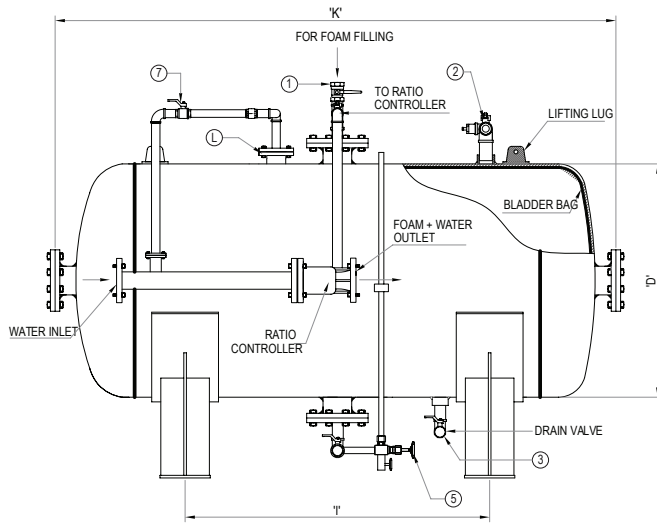 'K'
FOR FOAM FILLING
7
1
2
TO RATIO
CONTROLLER
LIFTING LUG
L
BLADDER BAG
FOAM + WATER
OUTLET
'D'
WATER INLET
RATIO
CONTROLLER
DRAIN VALVE
3
5
'I'